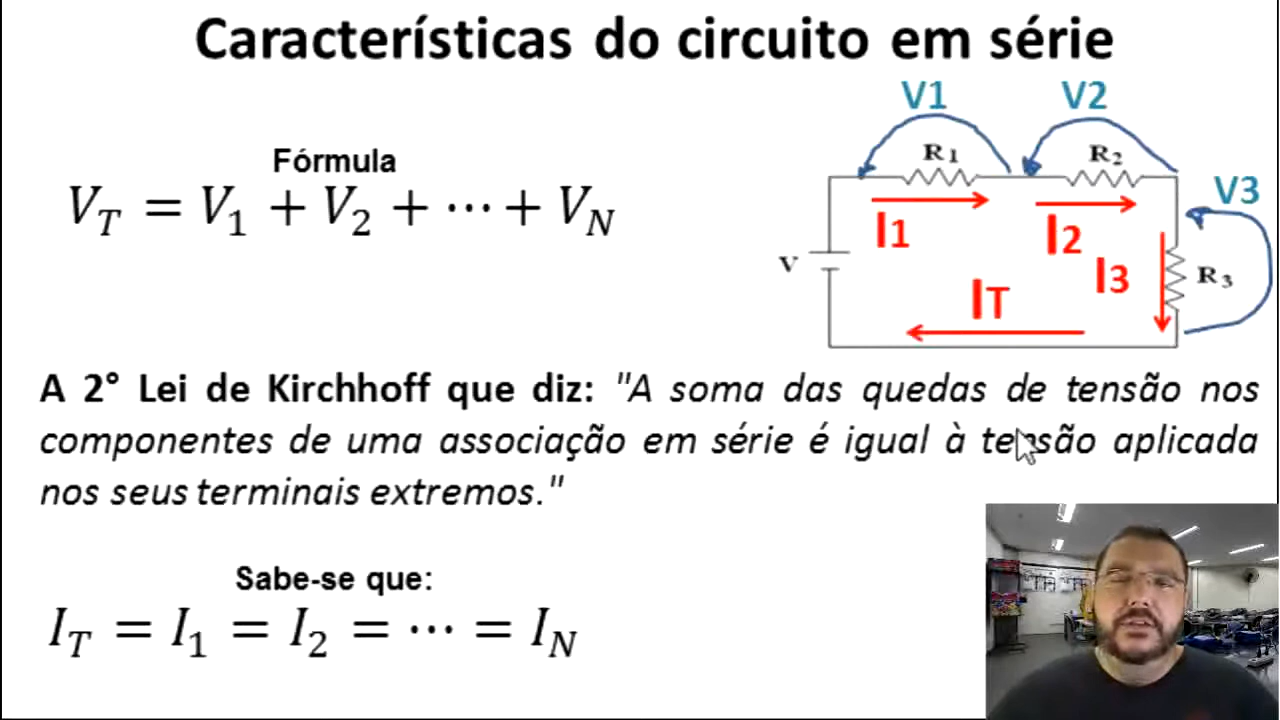 Características do circuito em série
V1 V2
Fórmula
R1 R2
V_T = V_1 + V_2 + ⋯ + V_N
V3
I1 I2
V I3 R3
IT
A 2° Lei de Kirchhoff que diz: "A soma das quedas de tensão nos
componentes de uma associação em série é igual à tensão aplicada
nos seus terminais extremos."
Sabe-se que:
I_T = I_1 = I_2 = ⋯ = I_N